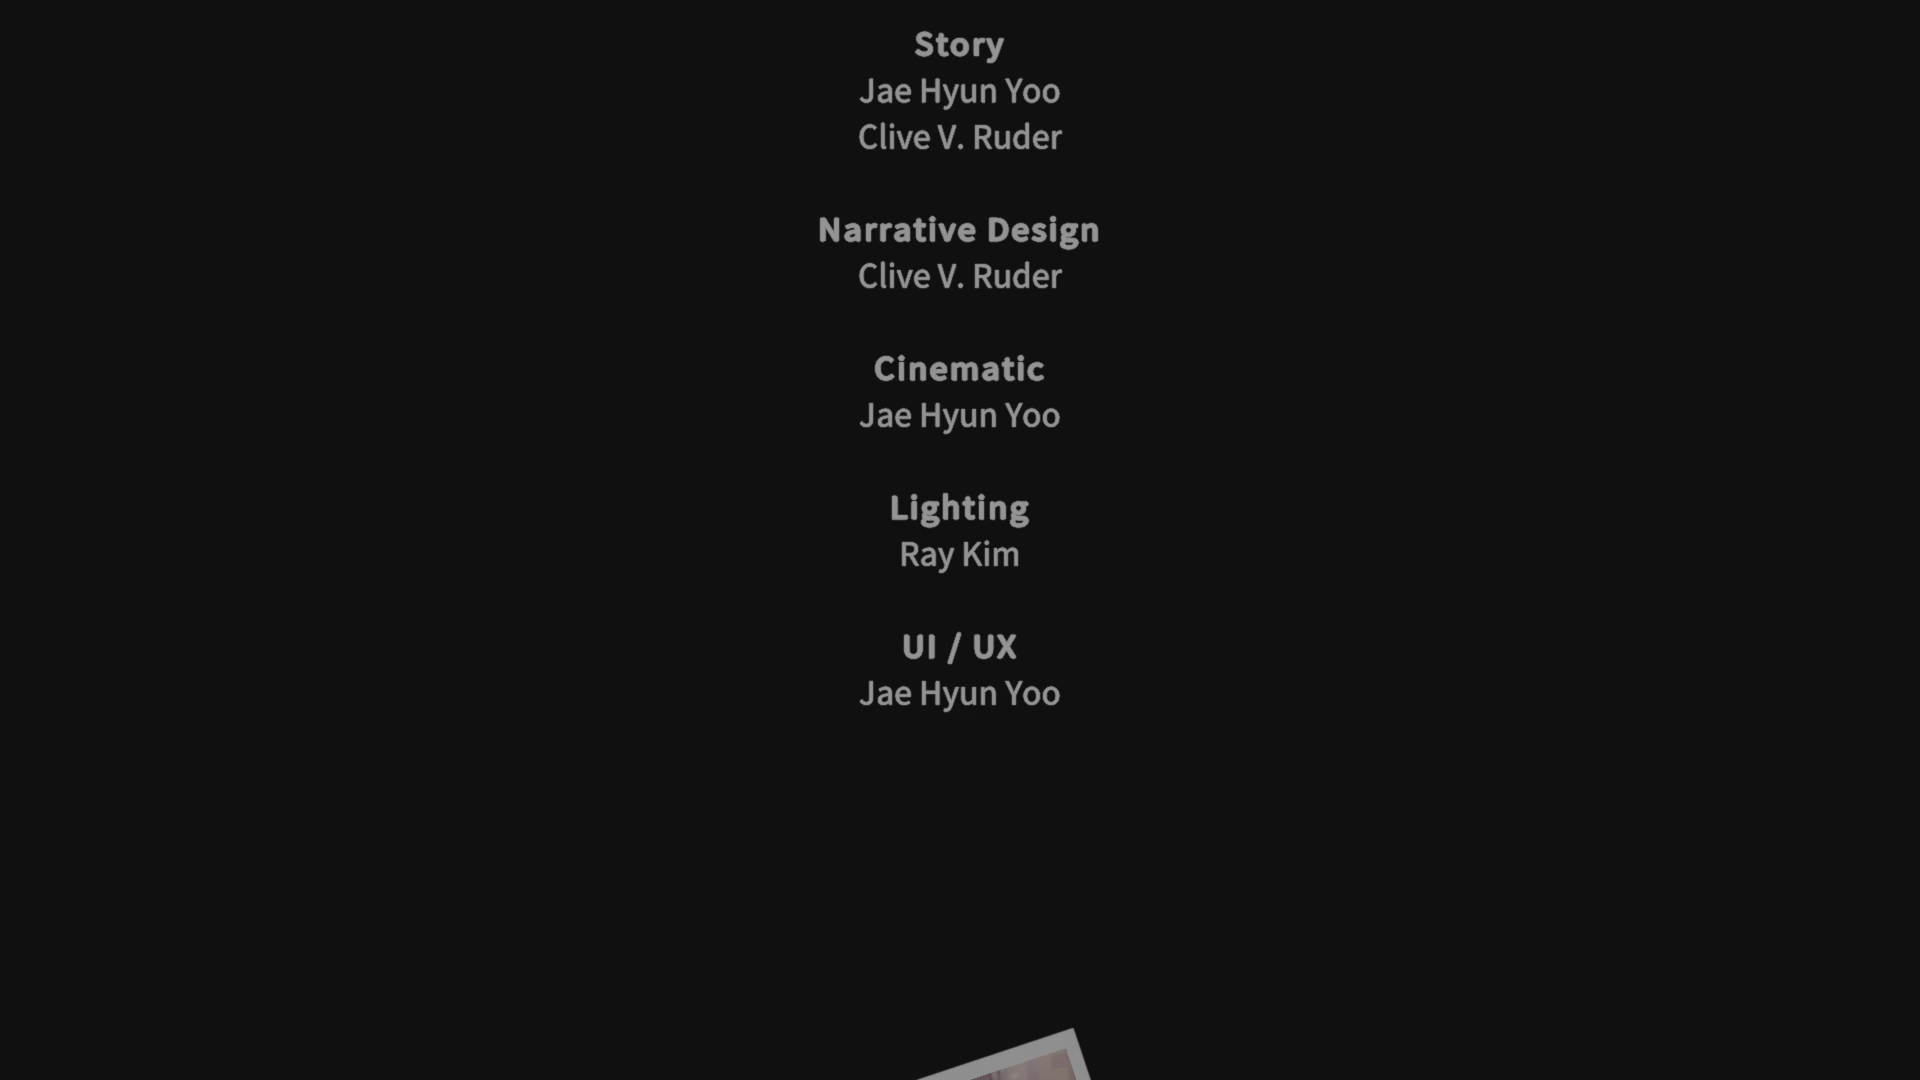 Story
Jae Hyun Yoo
Clive V. Ruder
Narrative Design
Clive V. Ruder
Cinematic
Jae Hyun Yoo
Lighting
Ray Kim
UI / UX
Jae Hyun Yoo